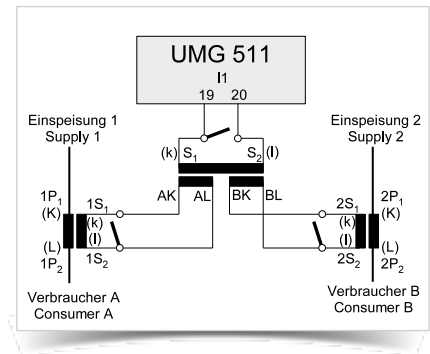 UMG 511
I1
19 20
Einspeisung 1
Supply 1
Einspeisung 2
Supply 2
(k) S1 S2 (l)
AK AL BK BL
1P1
(K)
1S1
(k)
(l)
(L)
1P2
1S2
2S1
2P1
(K)
(k)
(l)
(L)
2S2
2P2
Verbraucher A
Consumer A
Verbraucher B
Consumer B